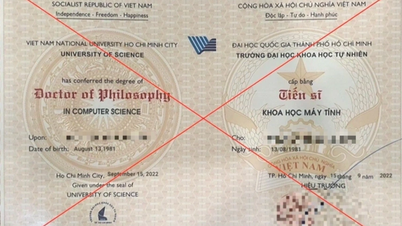 SOCIALIST REPUBLIC OF VIET NAM
Independence - Freedom - Happiness
VIET NAM NATIONAL UNIVERSITY HO CHI MINH CITY
UNIVERSITY OF SCIENCE
has conferred the degree of
Doctor of Philosophy
IN COMPUTER SCIENCE
Upon:
Date of birth: August 13,1981
Ho Chi Minh City, September 15, 2022
Given under the seal of
UNIVERSITY OF SCIENCE
CỘNG HÒA XÃ HỘI CHỦ NGHĨA VIỆT NAM
Độc lập - Tự do - Hạnh phúc
ĐẠI HỌC QUỐC GIA THÀNH PHỐ HỒ CHÍ MINH
TRƯỜNG ĐẠI HỌC KHOA HỌC TỰ NHIÊN
cấp bằng
Tiến sĩ
KHOA HỌC MÁY TÍNH
Cho:
Ngày sinh: 13/08/1981
VIỆT NAM
TP. Hồ Chí Minh, ngày 15 tháng 9 năm 2022
HIỆU TRƯỞNG